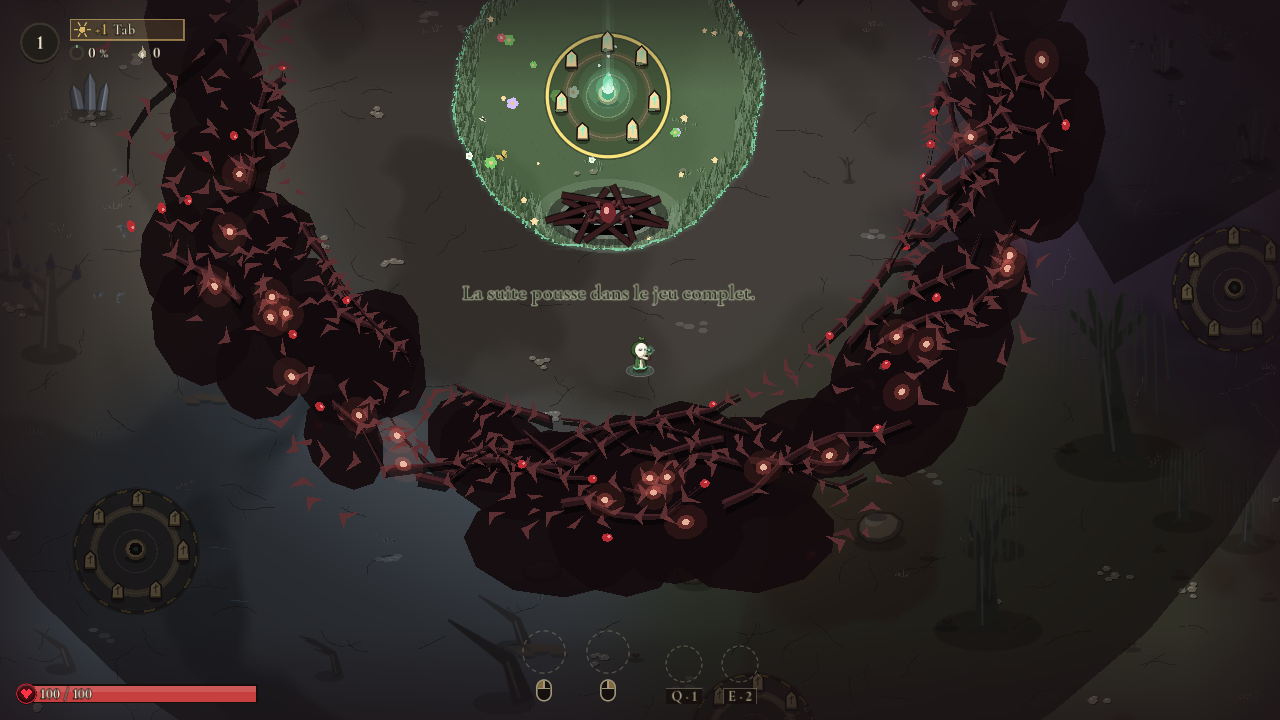 1
+1 Tab
0 %
0
La suite pousse dans le jeu complet.
100 / 100
Q - 1
E - 2